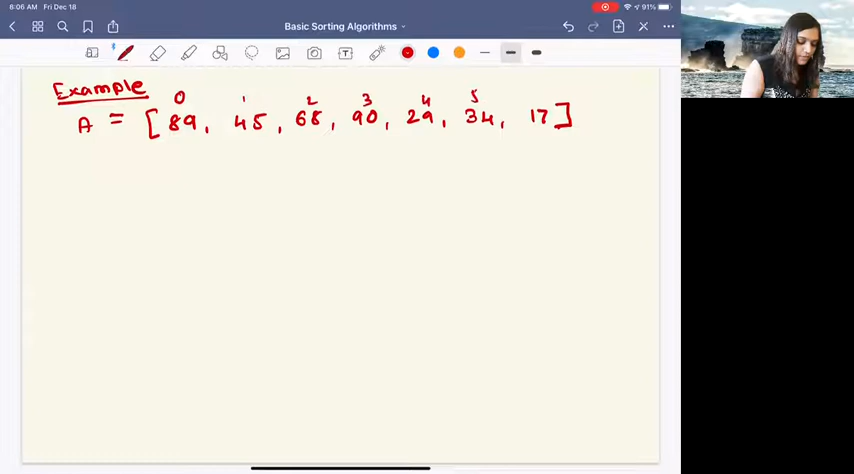 8:06 AM Fri Dec 18
91%
Basic Sorting Algorithms
Example
0 1 2 3 4 5
A = [89, 45, 68, 90, 29, 34, 17]